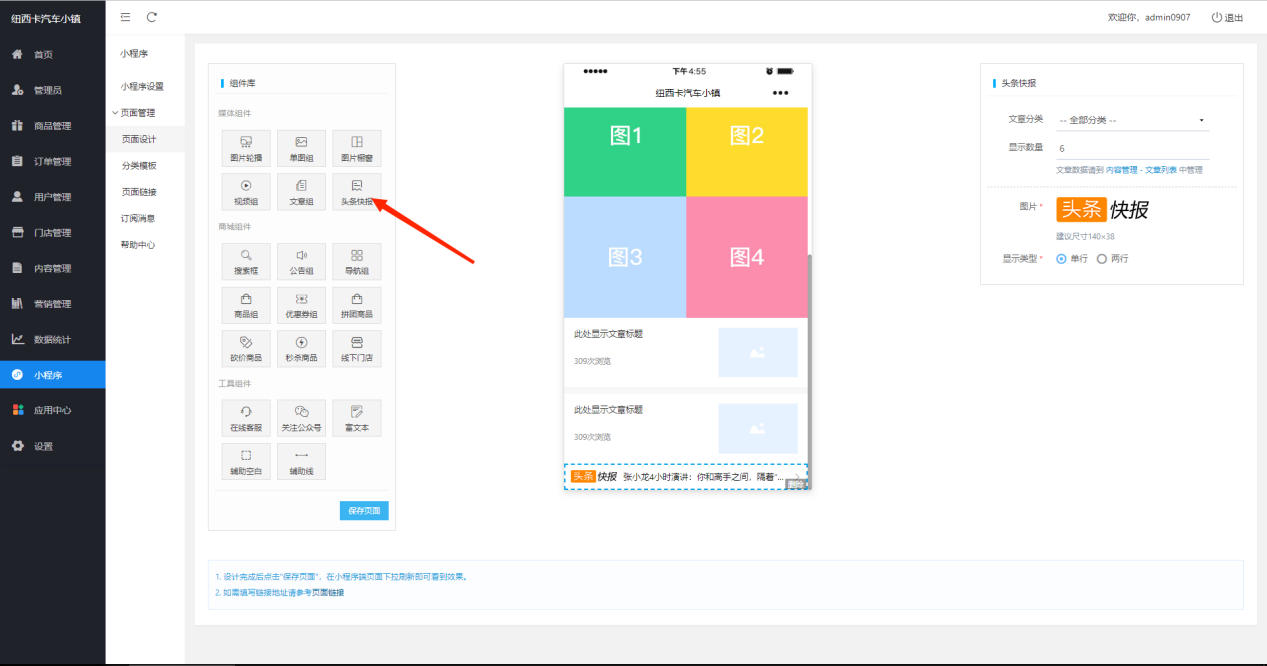 纽西卡汽车小镇
欢迎你，admin0907 退出
首页
管理员
商品管理
订单管理
用户管理
门店管理
内容管理
营销管理
数据统计
小程序
应用中心
设置
小程序
小程序设置
页面管理
页面设计
分类模板
页面链接
订阅消息
帮助中心
组件库
媒体组件
图片轮播 单图组 图片橱窗
视频组 文章组 头条快报
商城组件
搜索框 公告组 导航组
商品组 优惠券组 拼团商品
砍价商品 秒杀商品 线下门店
工具组件
在线客服 关注公众号 富文本
辅助空白 辅助线
保存页面
下午4:55
纽西卡汽车小镇
图1 图2
图3 图4
此处显示文章标题
309次浏览
此处显示文章标题
309次浏览
头条 快报 张小龙4小时演讲：你和高手之间，隔着“...
删除
头条快报
文章分类 -- 全部分类 --
显示数量 6
文章数据请到 内容管理 - 文章列表 中管理
图片* 头条 快报
建议尺寸140×38
显示类型* 单行 两行
1. 设计完成后点击“保存页面”，在小程序端页面下拉刷新即可看到效果。
2. 如需填写链接地址请参考页面链接